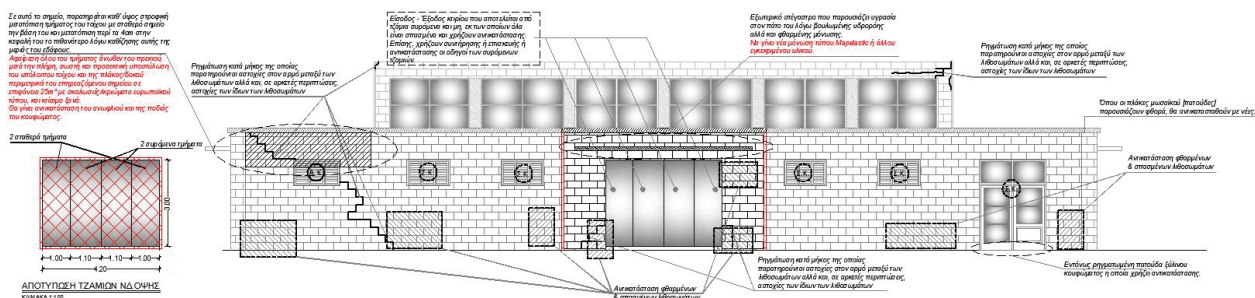 Σε αυτό το σημείο, παρατηρείται καθ' ύψος στροφική
μετατόπιση τμήματος του τοίχου με σταθερό σημείο
την βάση του και μετατόπιση περί τα 4cm στην
κεφαλή του το πιθανότερο λόγω καθίζησης αυτής της
μεριάς του εδάφους.
Αφαίρεση όλου του τμήματος άνωθεν του πρεκιού,
μετά την πλήρη, σωστή και προσεκτική υποστύλωση
του υπόλοιπου τοίχου και της πλάκας/δοκού
περιμετρικά του επηρεαζόμενου σημείου σε
επιφάνεια 25m² με σκαλωσιές/ικριώματα ευρωπαϊκού
τύπου, και κτίσιμο ξανά.
Θα γίνει αντικατάσταση του ανωφλιού και της ποδιάς
του κουφώματος.
2 σταθερά τμήματα
2 συρόμενα τμήματα
3.00
1.00
1.10
1.10
1.00
4.20
ΑΠΟΤΥΠΩΣΗ ΤΖΑΜΙΩΝ ΝΔ ΟΨΗΣ
ΚΛΙΜΑΚΑ 1:100
Ρηγμάτωση κατά μήκος της οποίας
παρατηρούνται αστοχίες στον αρμό μεταξύ των
λιθοσωμάτων αλλά και, σε αρκετές περιπτώσεις,
αστοχίες των ίδιων των λιθοσωμάτων
Είσοδος - Έξοδος κτιρίου που αποτελείται από
τζάμια συρόμενα και μη, εκ των οποίων όλα
είναι σπασμένα και χρήζουν αντικατάστασης.
Επίσης, χρήζουν συντήρησης ή επισκευής ή
αντικατάστασης οι οδηγοί των συρόμενων
τζαμιών.
Εξωτερικό στέγαστρο που παρουσιάζει υγρασία
στον πάτο του λόγω βουλωμένης υδρορροής
αλλά και φθαρμένης μόνωσης.
Να γίνει νέα μόνωση τύπου Mapelastic ή άλλου
εγκεκριμένου υλικού.
Ρηγμάτωση κατά μήκος της οποίας
παρατηρούνται αστοχίες στον αρμό μεταξύ των
λιθοσωμάτων αλλά και, σε αρκετές περιπτώσεις,
αστοχίες των ίδιων των λιθοσωμάτων
Όπου οι πλάκες μωσαϊκού [πατούδες]
παρουσιάζουν φθορά, θα αντικατασταθούν με νέες.
Αντικατάσταση φθαρμένων
& σπασμένων λιθοσωμάτων
Σ.Κ.
Σ.Κ.
Σ.Κ.
Σ.Κ.
Σ.Κ.
Ρηγμάτωση κατά μήκος της οποίας
παρατηρούνται αστοχίες στον αρμό μεταξύ των
λιθοσωμάτων αλλά και, σε αρκετές περιπτώσεις,
αστοχίες των ίδιων των λιθοσωμάτων
Αντικατάσταση φθαρμένων
& σπασμένων λιθοσωμάτων
Εντόνως ρηγματωμένη πατούδα ξύλινου
κουφώματος η οποία χρήζει αντικατάστασης.